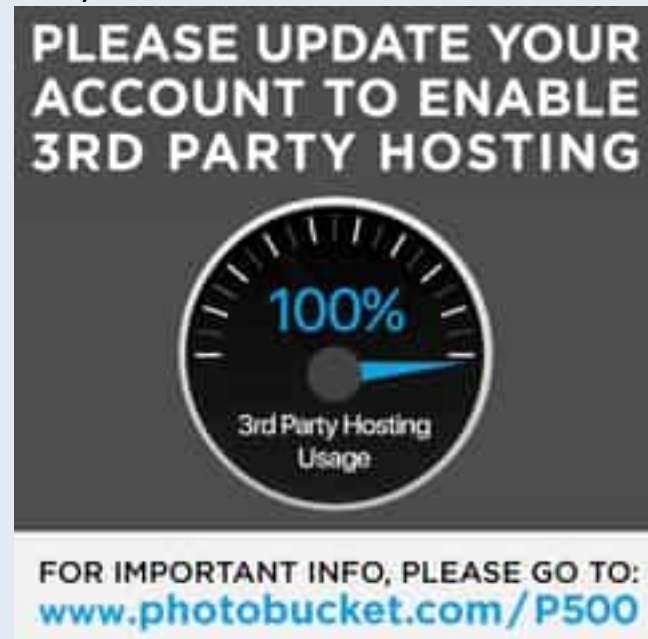 PLEASE UPDATE YOUR
ACCOUNT TO ENABLE
3RD PARTY HOSTING
100%
3rd Party Hosting
Usage
FOR IMPORTANT INFO, PLEASE GO TO:
www.photobucket.com/P500